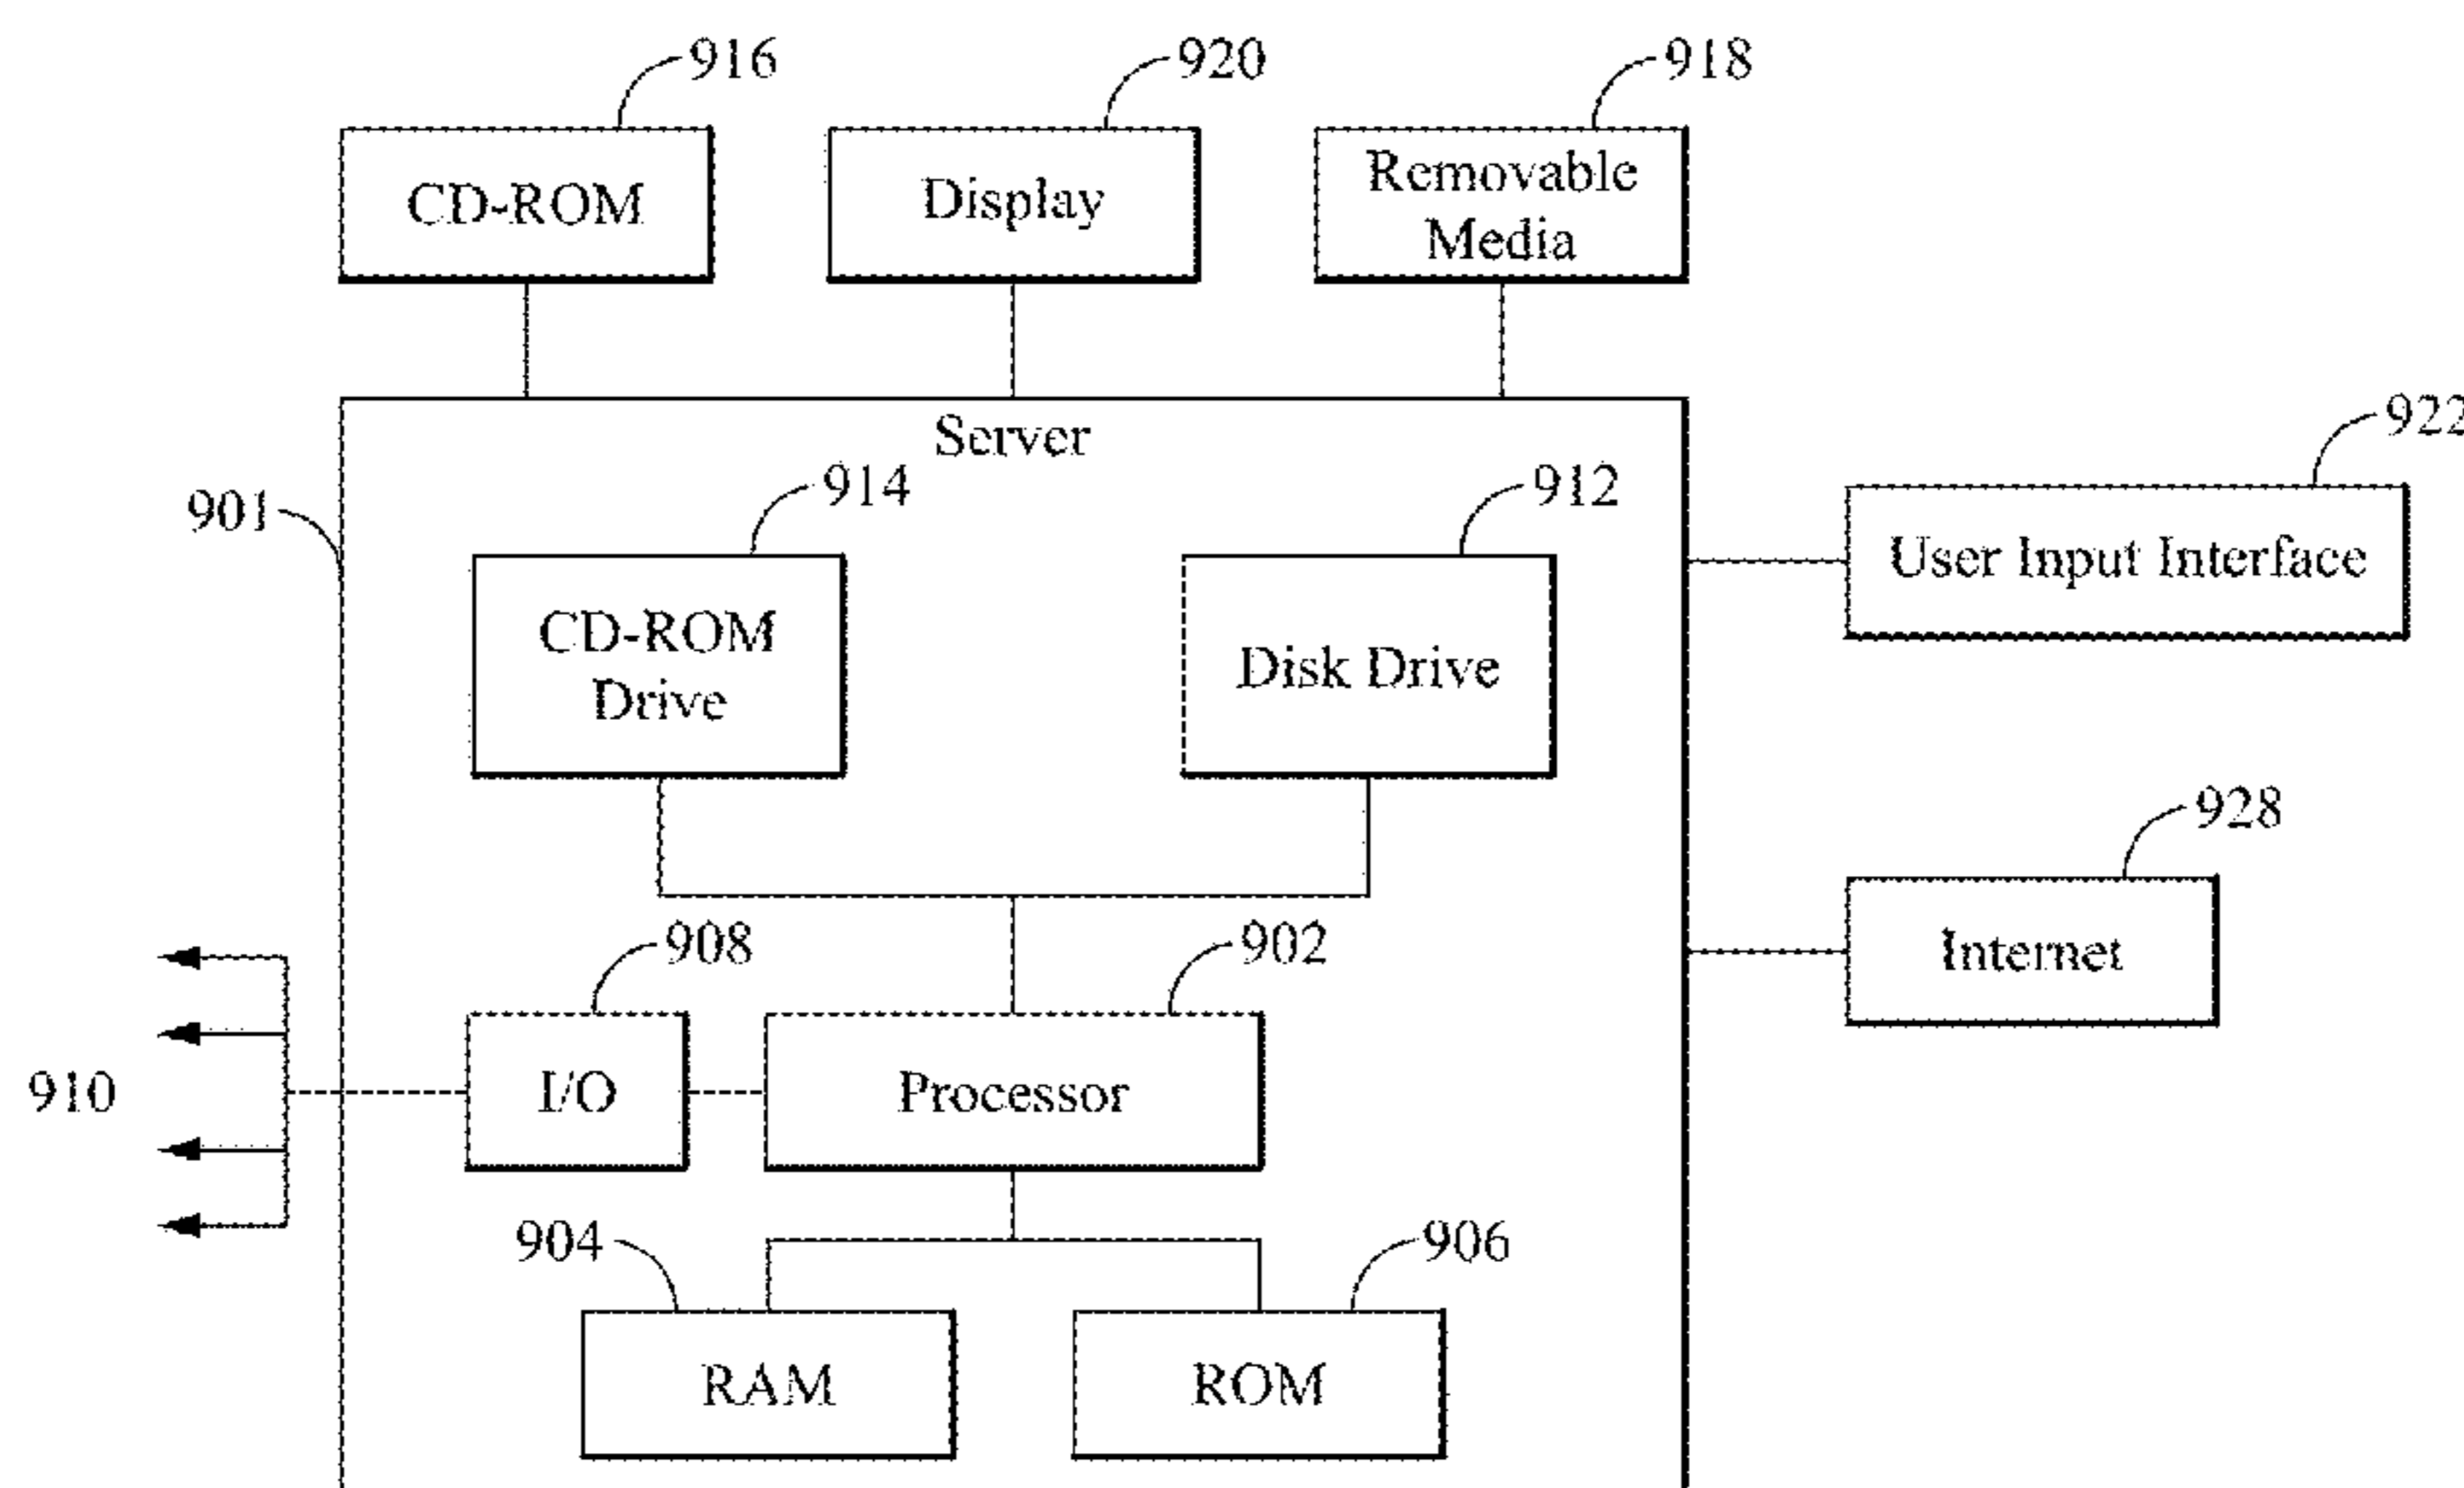 916
920
918
CD-ROM
Display
Removable
Media
Server
922
901
914
912
User Input Interface
CD-ROM
Drive
Disk Drive
928
908
902
Internet
910
I/O
Processor
904
906
RAM
ROM